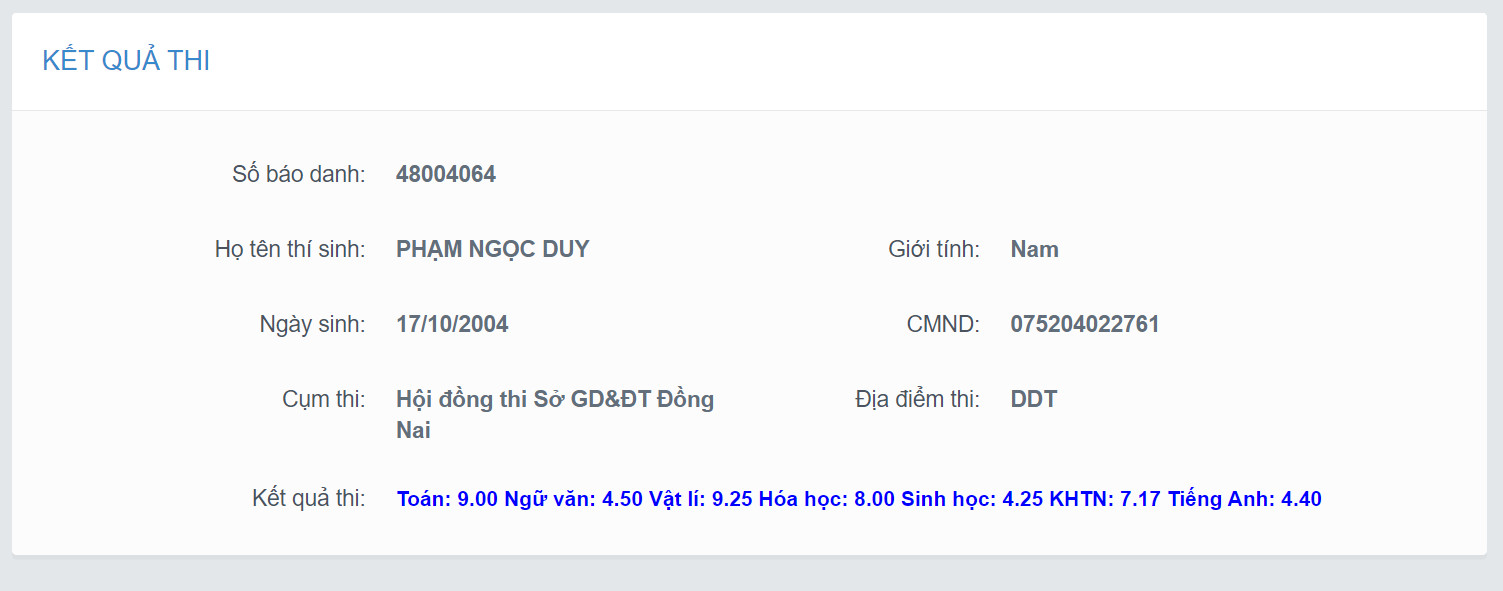 KẾT QUẢ THI
Số báo danh: 48004064
Họ tên thí sinh: PHẠM NGỌC DUY Giới tính: Nam
Ngày sinh: 17/10/2004 CMND: 075204022761
Cụm thi: Hội đồng thi Sở GD&ĐT Đồng Địa điểm thi: DDT
Nai
Kết quả thi: Toán: 9.00 Ngữ văn: 4.50 Vật lí: 9.25 Hóa học: 8.00 Sinh học: 4.25 KHTN: 7.17 Tiếng Anh: 4.40